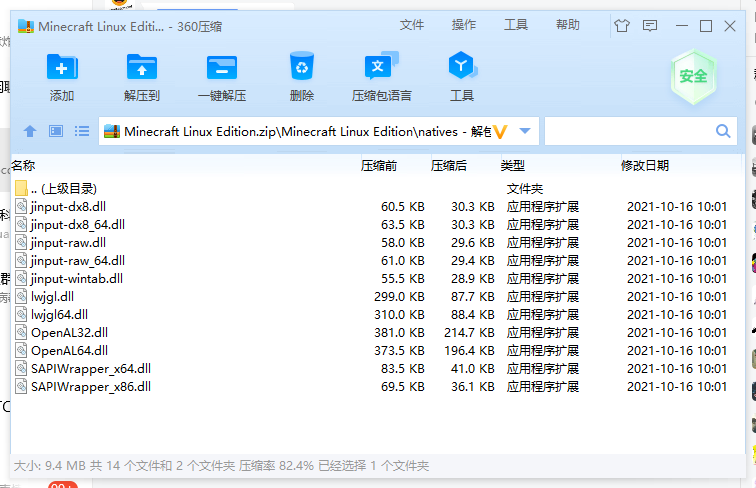 Minecraft Linux Editi... - 360压缩 文件 操作 工具 帮助
添加 解压到 一键解压 删除 压缩包语言 工具 安全
Minecraft Linux Edition.zip\Minecraft Linux Edition\natives - 解包
名称 压缩前 压缩后 类型 修改日期
.. (上级目录) 文件夹
jinput-dx8.dll 60.5 KB 30.3 KB 应用程序扩展 2021-10-16 10:01
jinput-dx8_64.dll 63.5 KB 30.3 KB 应用程序扩展 2021-10-16 10:01
jinput-raw.dll 58.0 KB 29.6 KB 应用程序扩展 2021-10-16 10:01
jinput-raw_64.dll 61.0 KB 29.4 KB 应用程序扩展 2021-10-16 10:01
jinput-wintab.dll 55.5 KB 28.9 KB 应用程序扩展 2021-10-16 10:01
lwjgl.dll 299.0 KB 87.7 KB 应用程序扩展 2021-10-16 10:01
lwjgl64.dll 310.0 KB 88.4 KB 应用程序扩展 2021-10-16 10:01
OpenAL32.dll 381.0 KB 214.7 KB 应用程序扩展 2021-10-16 10:01
OpenAL64.dll 373.5 KB 196.4 KB 应用程序扩展 2021-10-16 10:01
SAPIWrapper_x64.dll 83.5 KB 41.0 KB 应用程序扩展 2021-10-16 10:01
SAPIWrapper_x86.dll 69.5 KB 36.1 KB 应用程序扩展 2021-10-16 10:01
大小: 9.4 MB 共 14 个文件和 2 个文件夹 压缩率 82.4% 已经选择 1 个文件夹